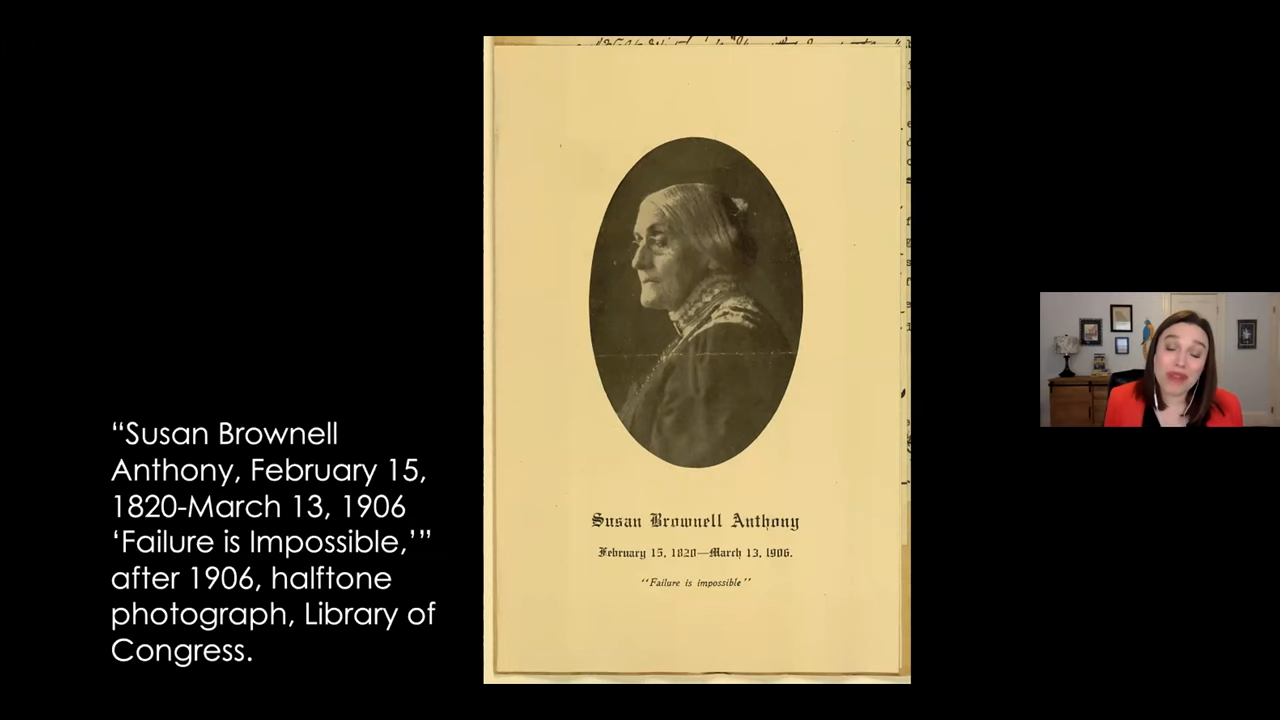 “Susan Brownell
Anthony, February 15,
1820-March 13, 1906
‘Failure is Impossible,’”
after 1906, halftone
photograph, Library of
Congress.
Susan Brownell Anthony
February 15, 1820—March 13, 1906.
“Failure is impossible”